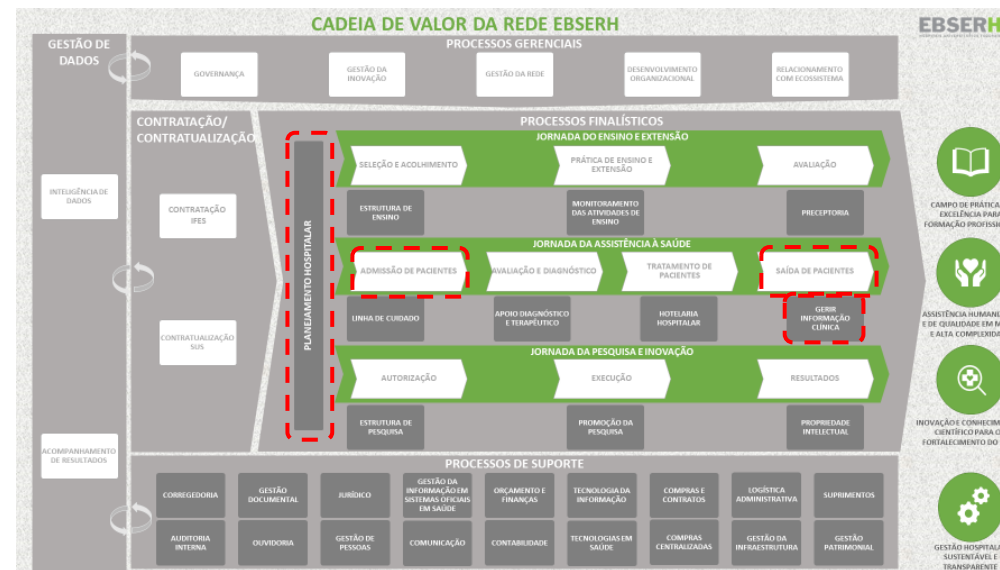 CADEIA DE VALOR DA REDE EBSERH
EBSERH
GESTÃO DE
DADOS
INTELIGÊNCIA DE
DADOS
ACOMPANHAMENTO
DE RESULTADOS
PROCESSOS GERENCIAIS
GOVERNANÇA
GESTÃO DA
INOVAÇÃO
GESTÃO DA REDE
DESENVOLVIMENTO
ORGANIZACIONAL
RELACIONAMENTO
COM ECOSSISTEMA
CONTRATAÇÃO/
CONTRATUALIZAÇÃO
CONTRATAÇÃO
IFES
CONTRATUALIZAÇÃO
SUS
PROCESSOS FINALÍSTICOS
PLANEJAMENTO HOSPITALAR
JORNADA DO ENSINO E EXTENSÃO
SELEÇÃO E ACOLHIMENTO
PRÁTICA DE ENSINO E
EXTENSÃO
AVALIAÇÃO
ESTRUTURA DE
ENSINO
MONITORAMENTO
DAS ATIVIDADES DE
ENSINO
PRECEPTORIA
JORNADA DA ASSISTÊNCIA À SAÚDE
ADMISSÃO DE PACIENTES
AVALIAÇÃO E DIAGNÓSTICO
TRATAMENTO DE
PACIENTES
SAÍDA DE PACIENTES
LINHA DE CUIDADO
APOIO DIAGNÓSTICO
E TERAPÊUTICO
HOTELARIA
HOSPITALAR
GERIR
INFORMAÇÃO
CLÍNICA
JORNADA DA PESQUISA E INOVAÇÃO
AUTORIZAÇÃO
EXECUÇÃO
RESULTADOS
ESTRUTURA DE
PESQUISA
PROMOÇÃO DA
PESQUISA
PROPRIEDADE
INTELECTUAL
PROCESSOS DE SUPORTE
CORREGEDORIA
GESTÃO
DOCUMENTAL
JURÍDICO
GESTÃO DA
INFORMAÇÃO EM
SISTEMAS OFICIAIS
EM SAÚDE
ORÇAMENTO E
FINANÇAS
TECNOLOGIA DA
INFORMAÇÃO
COMPRAS E
CONTRATOS
LOGÍSTICA
ADMINISTRATIVA
SUPRIMENTOS
AUDITORIA
INTERNA
OUVIDORIA
GESTÃO DE
PESSOAS
COMUNICAÇÃO
CONTABILIDADE
TECNOLOGIAS EM
SAÚDE
COMPRAS
CENTRALIZADAS
GESTÃO DA
INFRAESTRUTURA
GESTÃO
PATRIMONIAL
CAMPO DE PRÁTICA
EXCELÊNCIA PARA
FORMAÇÃO
ASSISTÊNCIA
E DE QUALIDADE EM
E ALTA
INOVAÇÃO E
CIENTÍFICO PARA O
FORTALECIMENTO DO
GESTÃO
SUSTENTÁVEL E
TRANSPARENTE